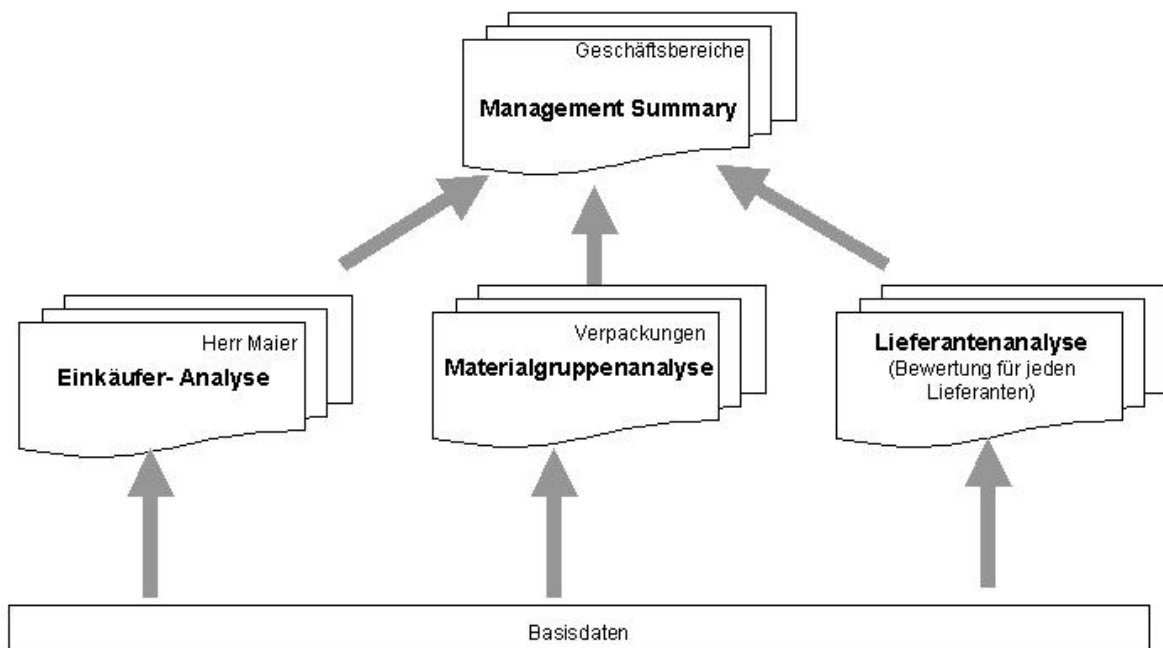 Geschäftsbereiche
Management Summary
Herr Maier
Einkäufer- Analyse
Verpackungen
Materialgruppenanalyse
Lieferantenanalyse
(Bewertung für jeden
Lieferanten)
Basisdaten